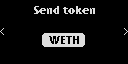 Send token
< WETH >